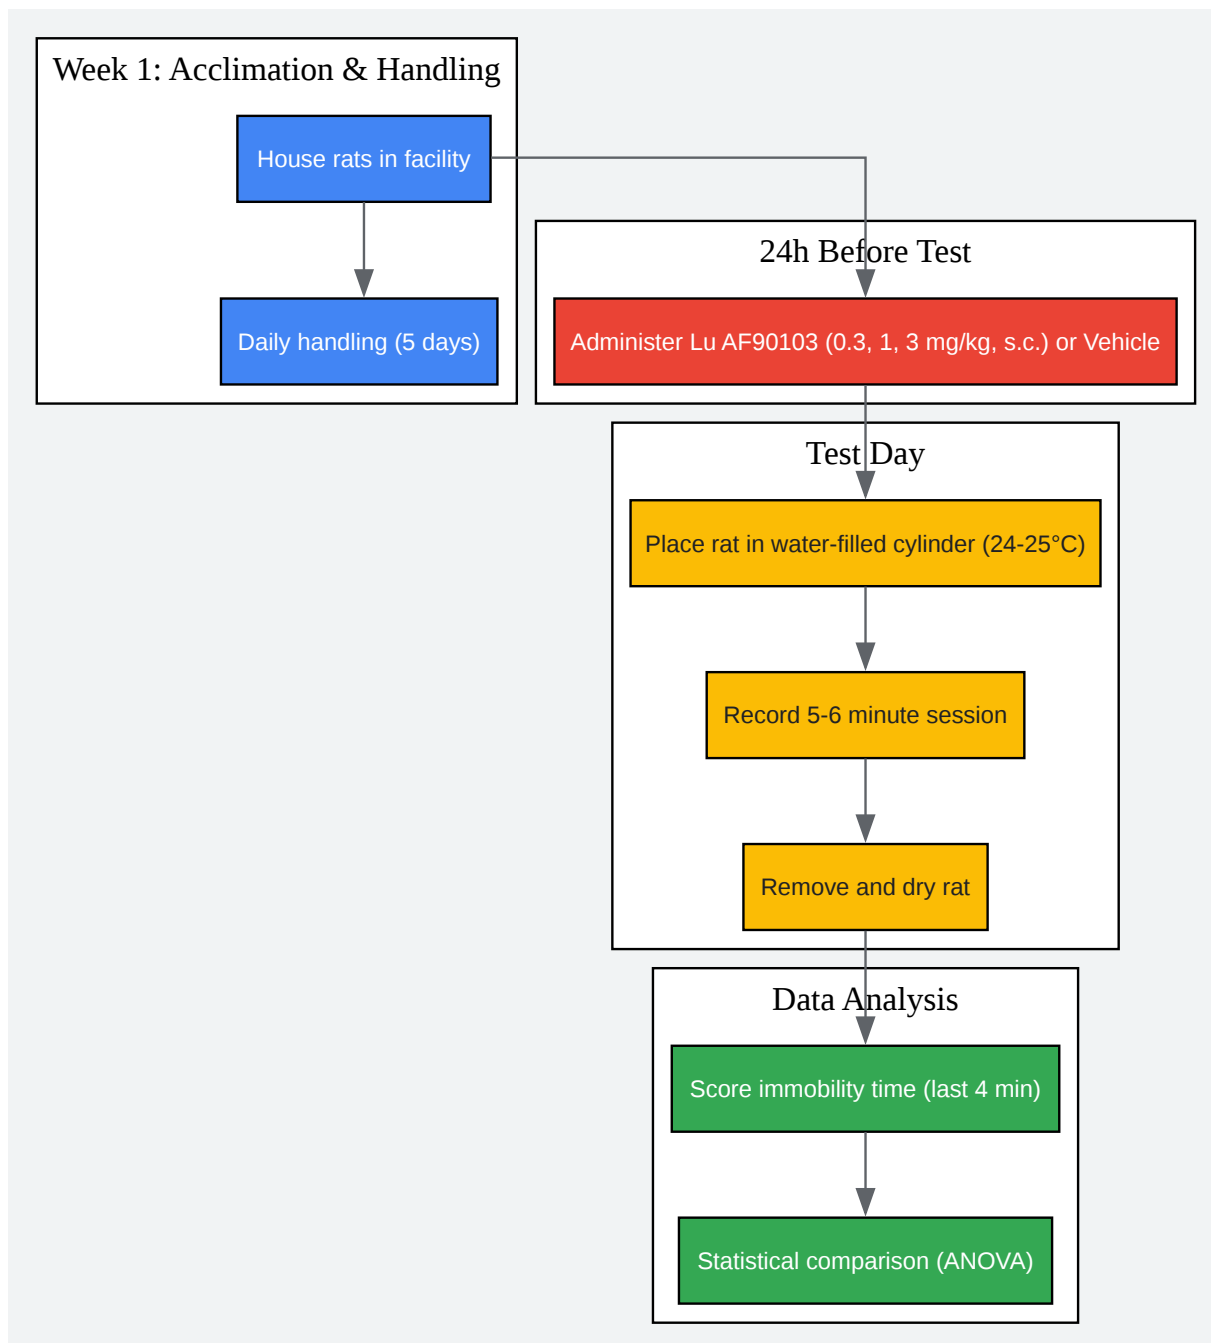 Week 1: Acclimation & Handling
House rats in facility
Daily handling (5 days)
24h Before Test
Administer Lu AF90103 (0.3, 1, 3 mg/kg, s.c.) or Vehicle
Test Day
Place rat in water-filled cylinder (24-25°C)
Record 5-6 minute session
Remove and dry rat
Data Analysis
Score immobility time (last 4 min)
Statistical comparison (ANOVA)